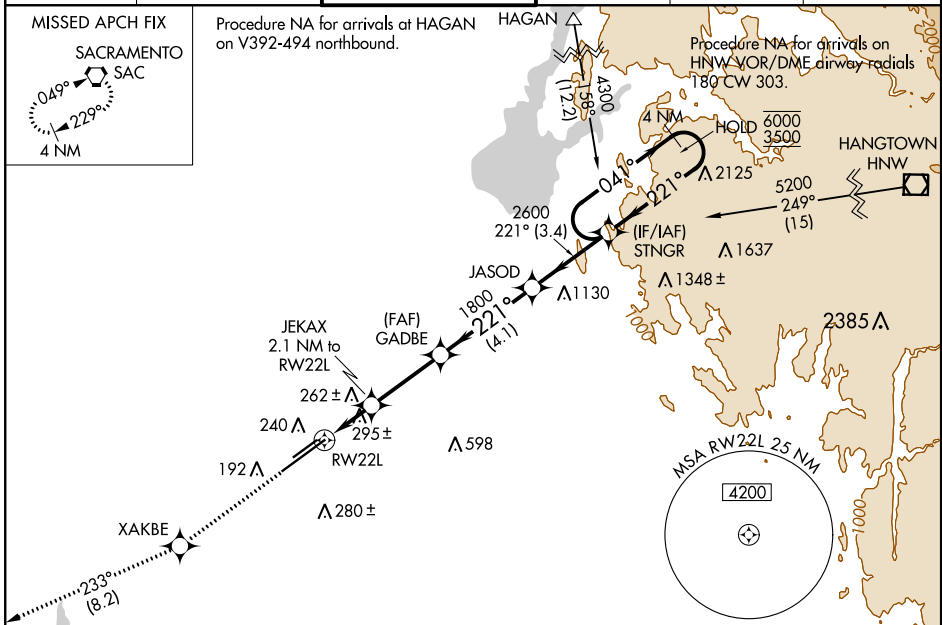 MISSED APCH FIX
SACRAMENTO
SAC
049°
229°
4 NM
Procedure NA for arrivals at HAGAN
on V392-494 northbound.
HAGAN
4300
158°
(12.2)
Procedure NA for arrivals on
HNW VOR/DME airway radials
180 CW 303.
4 NM
HOLD
6000
3500
HANGTOWN
HNW
041°
221°
2125
5200
249°
(15)
2600
221° (3.4)
(IF/IAF)
STNGR
1637
1348 ±
JASOD
1130
1000
2385
1800
221°
(4.1)
(FAF)
GADBE
JEKAX
2.1 NM to
RW22L
262 ±
240
295 ±
RW22L
598
192
280 ±
MSA RW22L 25 NM
4200
1000
XAKBE
233°
(8.2)